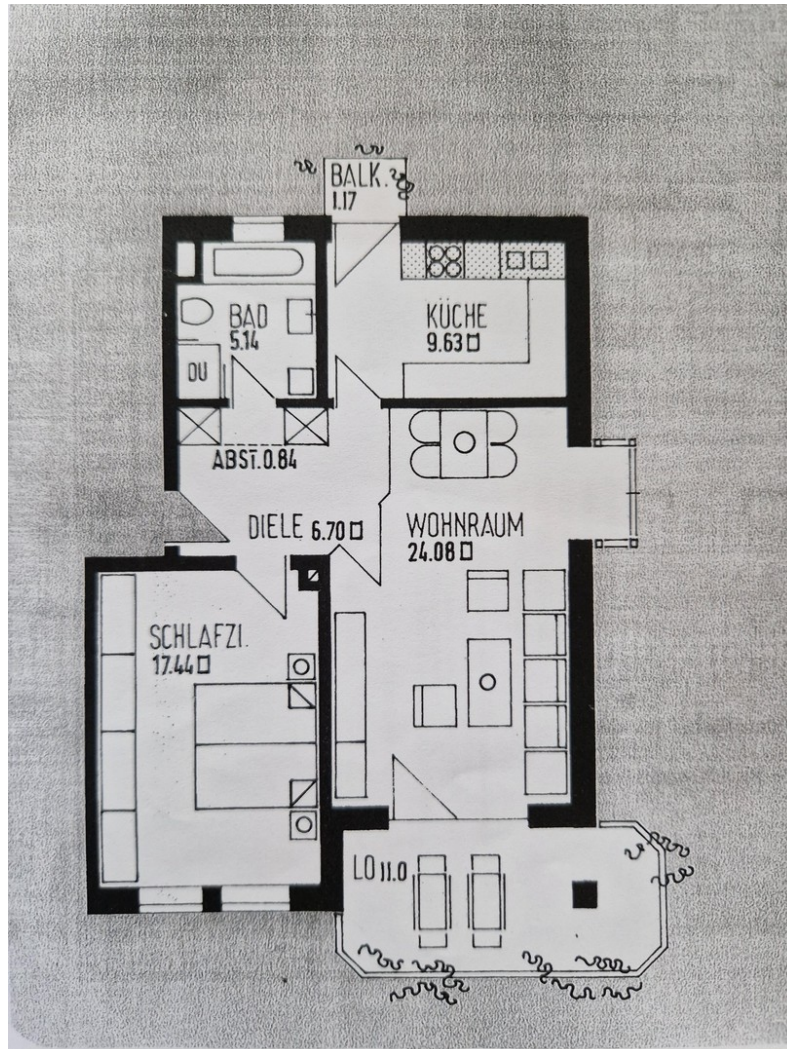 BALK.
1.17
BAD
5.14
KÜCHE
9.63
DU
ABST. 0.84
DIELE 6.70
WOHNRAUM
24.08
SCHLAFZI.
17.44
LO 11.0